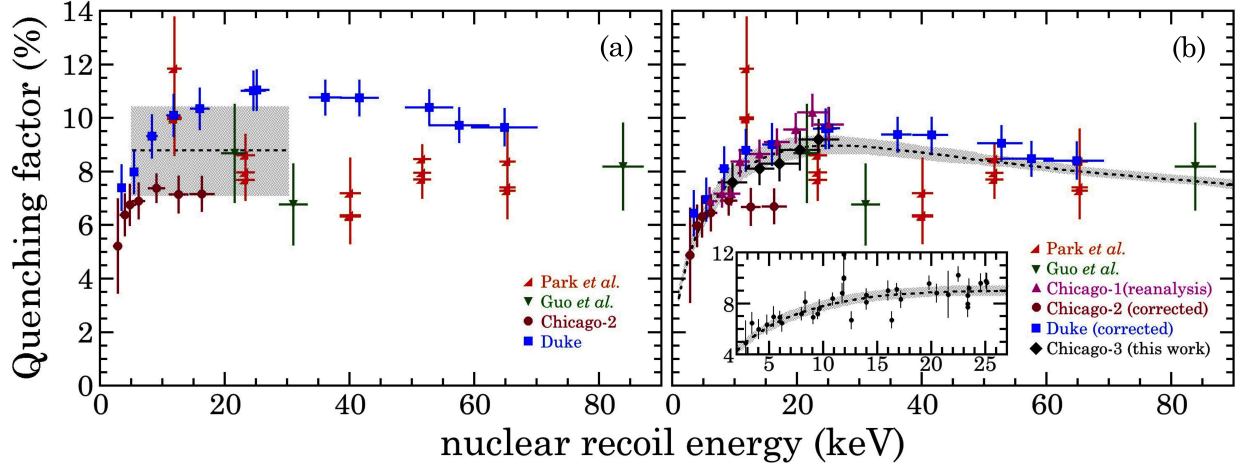 Quenching factor (%)
14
12
10
8
6
4
2
0
(a)
Park et al.
Guo et al.
Chicago-2
Duke
0
20
40
60
80
(b)
Park et al.
Guo et al.
Chicago-1(reanalysis)
Chicago-2 (corrected)
Duke (corrected)
Chicago-3 (this work)
12
10
8
6
4
5
10
15
20
25
0
20
40
60
80
nuclear recoil energy (keV)